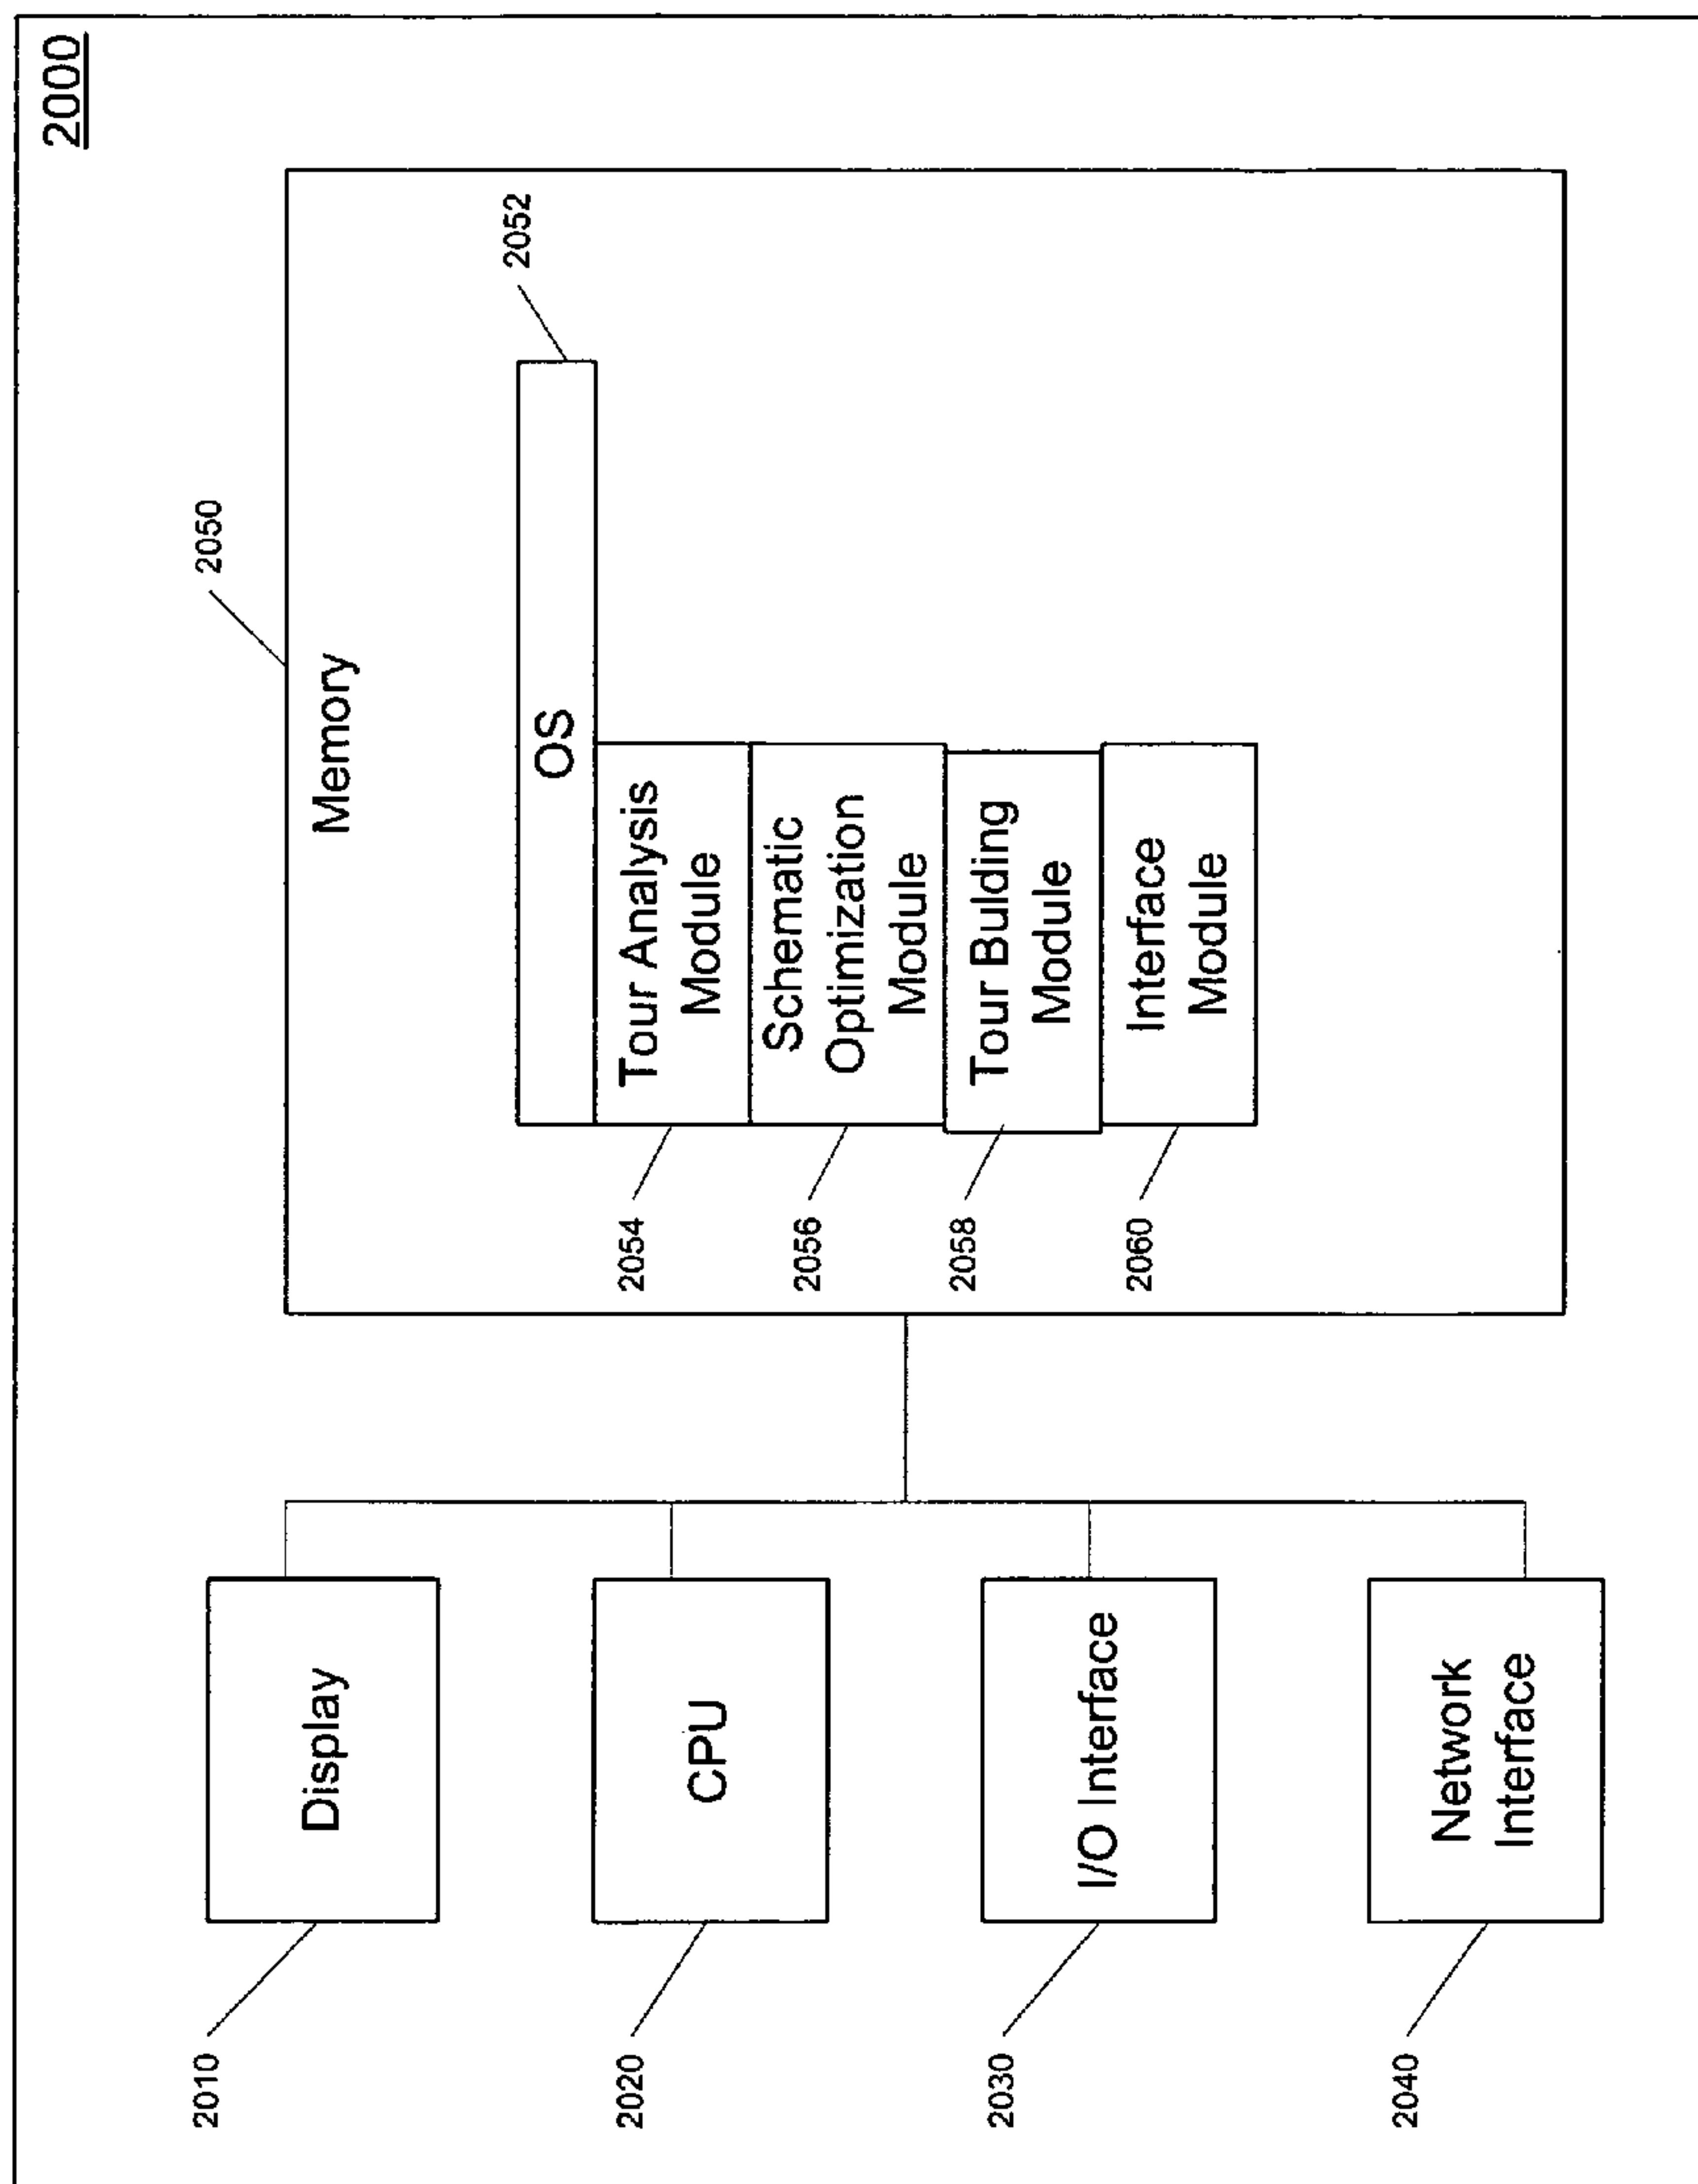 2000
2010
Display
2020
CPU
2030
I/O Interface
2040
Network
Interface
2050
Memory
2052
OS
2054
Tour Analysis
Module
2056
Schematic
Optimization
Module
2058
Tour Bulding
Module
2060
Interface
Module